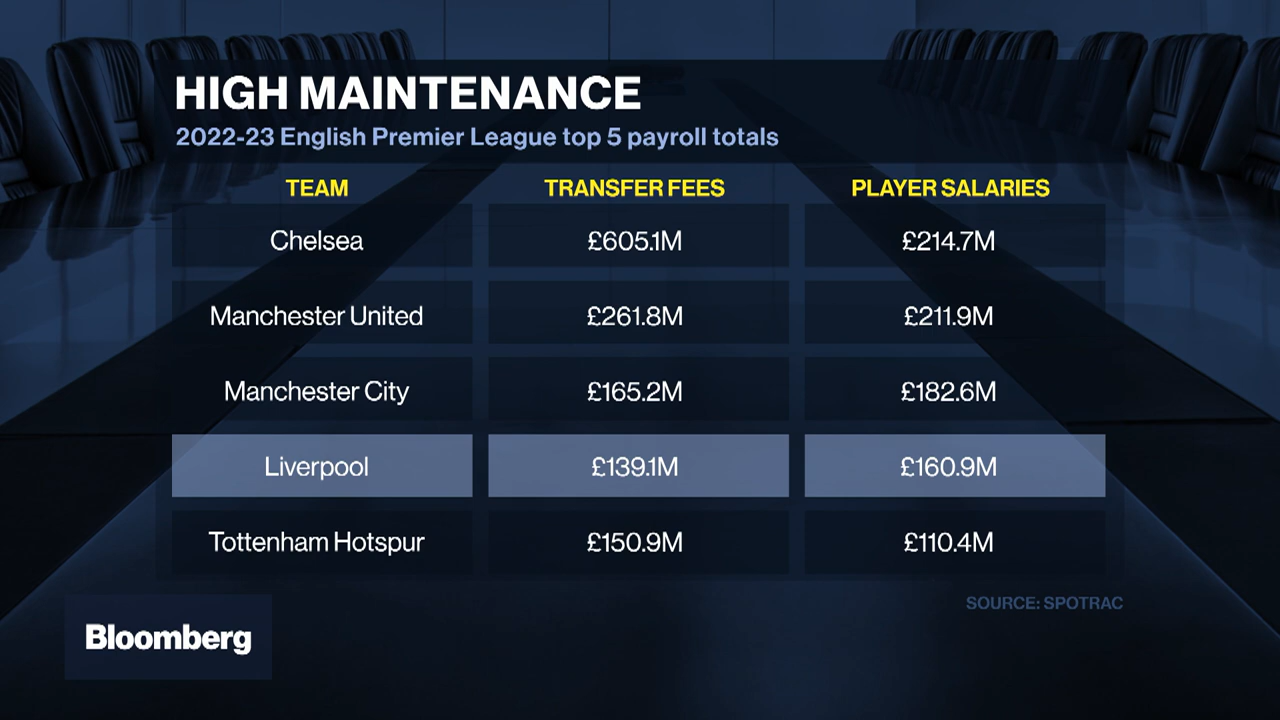 HIGH MAINTENANCE
2022-23 English Premier League top 5 payroll totals
TEAM TRANSFER FEES PLAYER SALARIES
Chelsea £605.1M £214.7M
Manchester United £261.8M £211.9M
Manchester City £165.2M £182.6M
Liverpool £139.1M £160.9M
Tottenham Hotspur £150.9M £110.4M
SOURCE: SPOTRAC
Bloomberg